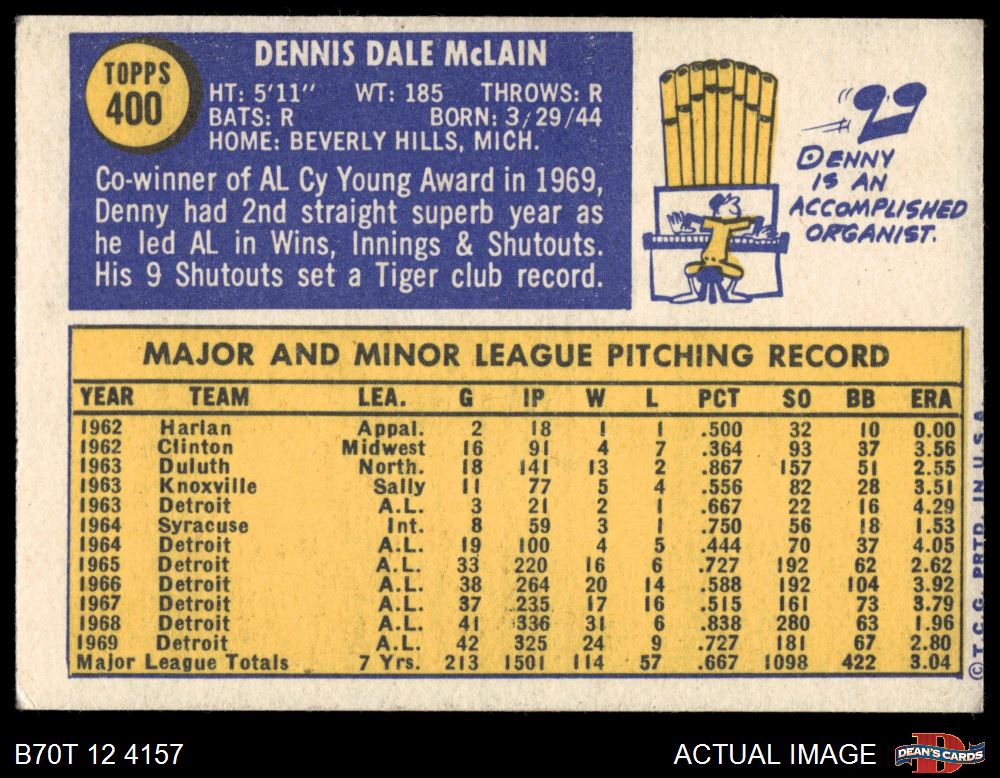 TOPPS
400
DENNIS DALE McLAIN
HT: 5'11" WT: 185 THROWS: R
BATS: R BORN: 3/29/44
HOME: BEVERLY HILLS, MICH.
Co-winner of AL Cy Young Award in 1969,
Denny had 2nd straight superb year as
he led AL in Wins, Innings & Shutouts.
His 9 Shutouts set a Tiger club record.
DENNY
IS AN
ACCOMPLISHED
ORGANIST.
MAJOR AND MINOR LEAGUE PITCHING RECORD
YEAR TEAM LEA. G IP W L PCT SO BB ERA
1962 Harlan Appal. 2 18 1 1 .500 32 10 0.00
1962 Clinton Midwest 16 91 4 7 .364 93 37 3.56
1963 Duluth North. 18 141 13 2 .867 157 51 2.55
1963 Knoxville Sally 11 77 5 4 .556 82 28 3.51
1963 Detroit A.L. 3 21 2 1 .667 22 16 4.29
1964 Syracuse Int. 8 59 3 1 .750 56 18 1.53
1964 Detroit A.L. 19 100 4 5 .444 70 37 4.05
1965 Detroit A.L. 33 220 16 6 .727 192 62 2.62
1966 Detroit A.L. 38 264 20 14 .588 192 104 3.92
1967 Detroit A.L. 37 235 17 16 .515 161 73 3.79
1968 Detroit A.L. 41 336 31 6 .838 280 63 1.96
1969 Detroit A.L. 42 325 24 9 .727 181 67 2.80
Major League Totals 7 Yrs. 213 1501 114 57 .667 1098 422 3.04
© T.C.G. PRTD. IN U.S.A.
B70T 12 4157
ACTUAL IMAGE
DEAN'S CARDS